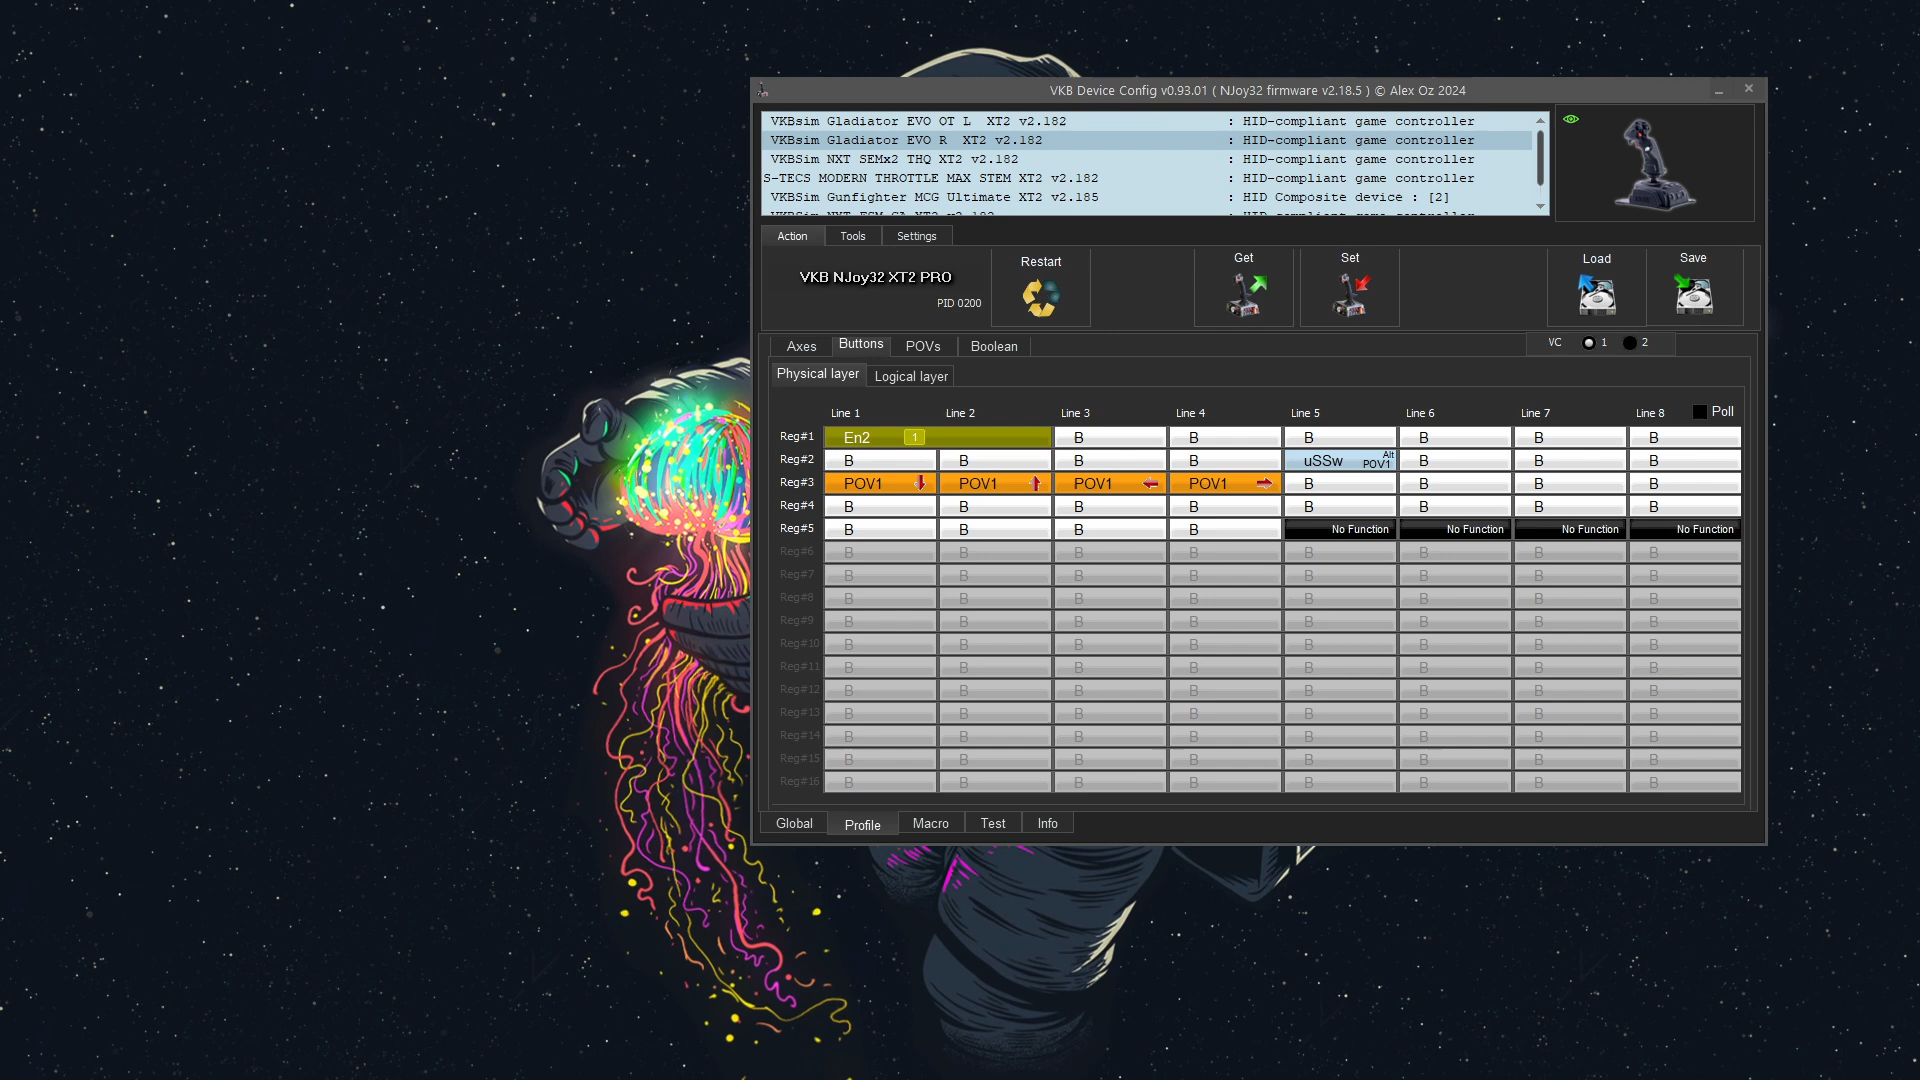 VKB Device Config v0.93.01 ( NJoy32 firmware v2.18.5 ) © Alex Oz 2024
VKBsim Gladiator EVO OT L  XT2 v2.182 : HID-compliant game controller
VKBsim Gladiator EVO R  XT2 v2.182 : HID-compliant game controller
VKBSim NXT SEMx2 THQ XT2 v2.182 : HID-compliant game controller
S-TECS MODERN THROTTLE MAX STEM XT2 v2.182 : HID-compliant game controller
VKBSim Gunfighter MCG Ultimate XT2 v2.185 : HID Composite device : [2]
Action Tools Settings
VKB NJoy32 XT2 PRO
PID 0200
Restart Get Set Load Save
Axes Buttons POVs Boolean VC 1 2
Physical layer Logical layer
Line 1 Line 2 Line 3 Line 4 Line 5 Line 6 Line 7 Line 8 Poll
Reg#1 En2 1 B B B B B B
Reg#2 B B B B uSSw Alt POV1 B B B
Reg#3 POV1 POV1 POV1 POV1 B B B B
Reg#4 B B B B B B B B
Reg#5 B B B B No Function No Function No Function No Function
Reg#6 B B B B B B B B
Reg#7 B B B B B B B B
Reg#8 B B B B B B B B
Reg#9 B B B B B B B B
Reg#10 B B B B B B B B
Reg#11 B B B B B B B B
Reg#12 B B B B B B B B
Reg#13 B B B B B B B B
Reg#14 B B B B B B B B
Reg#15 B B B B B B B B
Reg#16 B B B B B B B B
Global Profile Macro Test Info